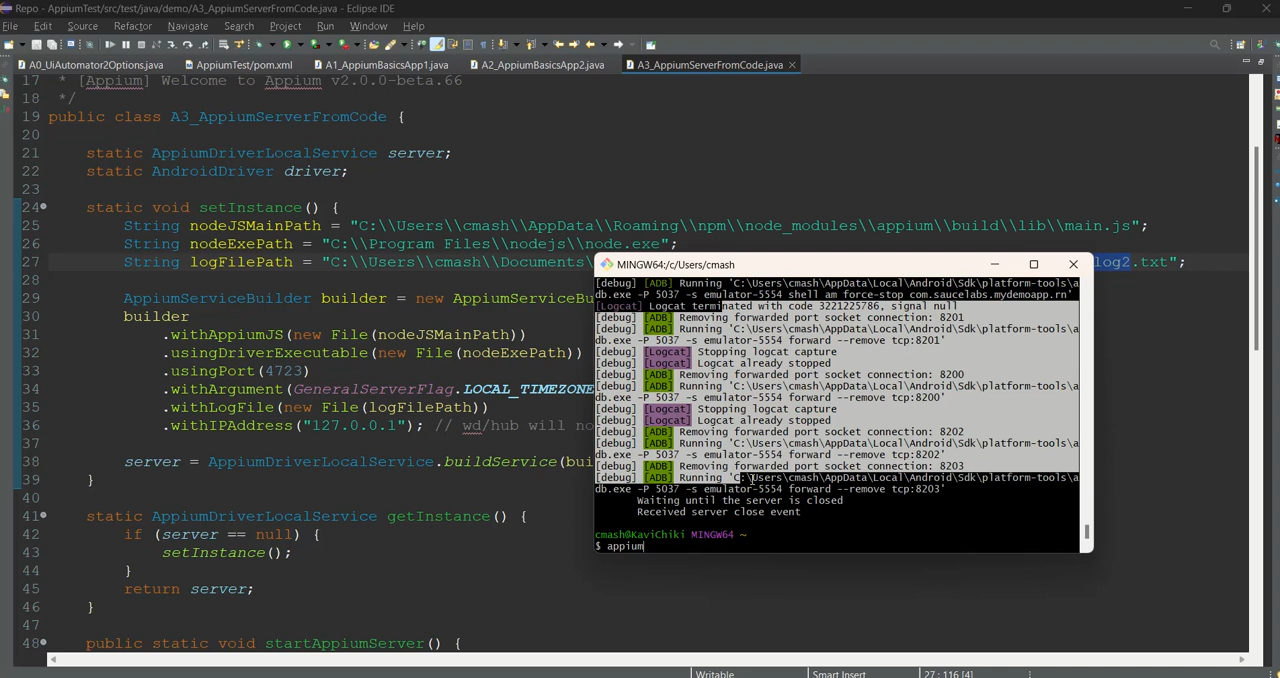 Repo - AppiumTest/src/test/java/demo/A3_AppiumServerFromCode.java - Eclipse IDE
File Edit Source Refactor Navigate Search Project Run Window Help
A0_UiAutomator2Options.java AppiumTest/pom.xml A1_AppiumBasicsApp1.java A2_AppiumBasicsApp2.java A3_AppiumServerFromCode.java
17 * [Appium] Welcome to Appium v2.0.0-beta.66
18 */
19 public class A3_AppiumServerFromCode {
20
21 static AppiumDriverLocalService server;
22 static AndroidDriver driver;
23
24 static void setInstance() {
25 String nodeJSMainPath = "C:\\Users\\cmash\\AppData\\Roaming\\npm\\node_modules\\appium\\build\\lib\\main.js";
26 String nodeExePath = "C:\\Program Files\\nodejs\\node.exe";
27 String logFilePath = "C:\\Users\\cmash\\Documents\ log2.txt";
28
29 AppiumServiceBuilder builder = new AppiumServiceBu
30 builder
31 .withAppiumJS(new File(nodeJSMainPath))
32 .usingDriverExecutable(new File(nodeExePath))
33 .usingPort(4723)
34 .withArgument(GeneralServerFlag.LOCAL_TIMEZONE
35 .withLogFile(new File(logFilePath))
36 .withIPAddress("127.0.0.1"); // wd/hub will no
37
38 server = AppiumDriverLocalService.buildService(bui
39 }
40
41 static AppiumDriverLocalService getInstance() {
42 if (server == null) {
43 setInstance();
44 }
45 return server;
46 }
47
48 public static void startAppiumServer() {
MINGW64:/c/Users/cmash
[debug] [ADB] Running 'C:\Users\cmash\AppData\Local\Android\Sdk\platform-tools\a
db.exe -P 5037 -s emulator-5554 shell am force-stop com.saucelabs.mydemoapp.rn'
[Logcat] Logcat terminated with code 3221225786, signal null
[debug] [ADB] Removing forwarded port socket connection: 8201
[debug] [ADB] Running 'C:\Users\cmash\AppData\Local\Android\Sdk\platform-tools\a
db.exe -P 5037 -s emulator-5554 forward --remove tcp:8201'
[debug] [Logcat] Stopping logcat capture
[debug] [Logcat] Logcat already stopped
[debug] [ADB] Removing forwarded port socket connection: 8200
[debug] [ADB] Running 'C:\Users\cmash\AppData\Local\Android\Sdk\platform-tools\a
db.exe -P 5037 -s emulator-5554 forward --remove tcp:8200'
[debug] [Logcat] Stopping logcat capture
[debug] [Logcat] Logcat already stopped
[debug] [ADB] Removing forwarded port socket connection: 8202
[debug] [ADB] Running 'C:\Users\cmash\AppData\Local\Android\Sdk\platform-tools\a
db.exe -P 5037 -s emulator-5554 forward --remove tcp:8202'
[debug] [ADB] Removing forwarded port socket connection: 8203
[debug] [ADB] Running 'C:\Users\cmash\AppData\Local\Android\Sdk\platform-tools\a
db.exe -P 5037 -s emulator-5554 forward --remove tcp:8203'
Waiting until the server is closed
Received server close event
cmash@KaviChiki MINGW64 ~
$ appium
Writable Smart Insert 27 : 116 [4]